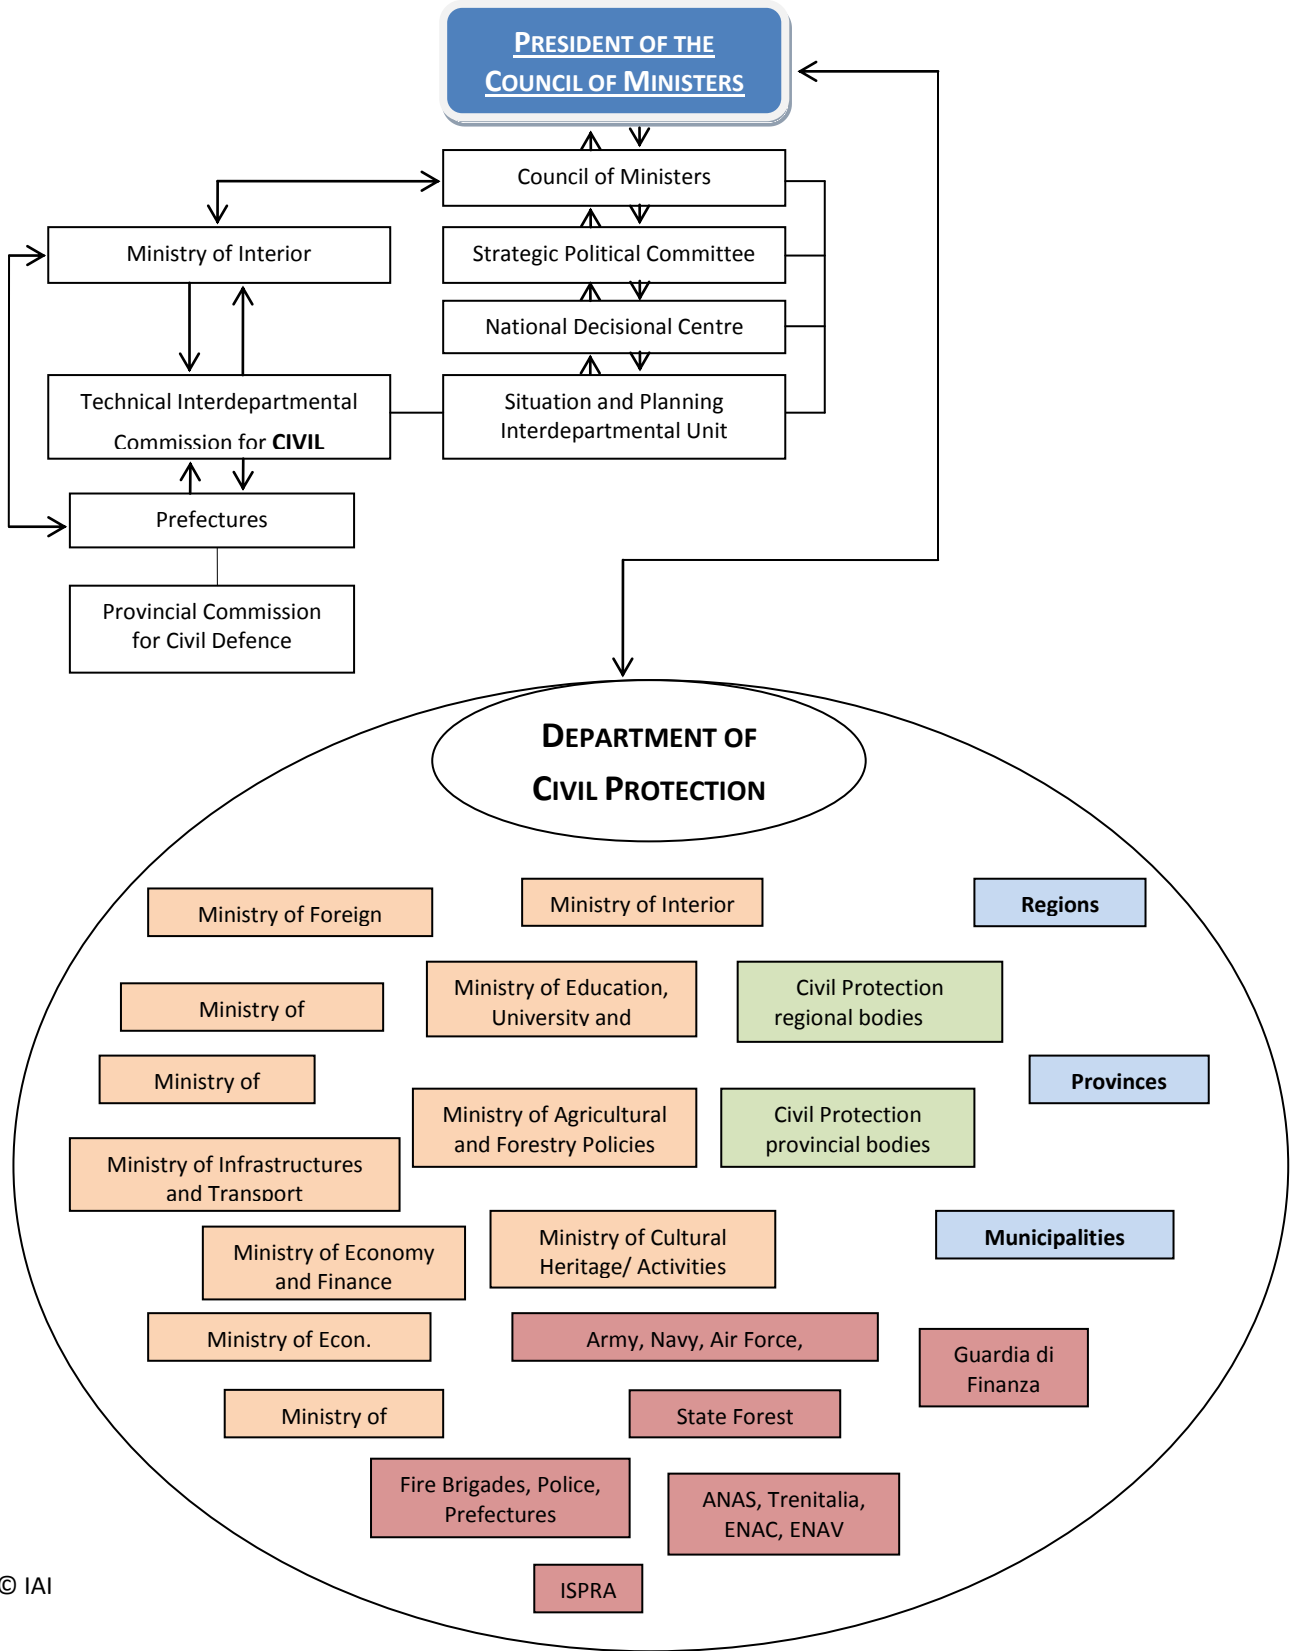 PRESIDENT OF THE
COUNCIL OF MINISTERS
Council of Ministers
Ministry of Interior
Strategic Political Committee
National Decisional Centre
Technical Interdepartmental
Commission for CIVIL
Situation and Planning
Interdepartmental Unit
Prefectures
Provincial Commission
for Civil Defence
DEPARTMENT OF
CIVIL PROTECTION
Ministry of Foreign
Ministry of Interior
Regions
Ministry of
Ministry of Education,
University and
Civil Protection
regional bodies
Ministry of
Provinces
Ministry of Agricultural
and Forestry Policies
Civil Protection
provincial bodies
Ministry of Infrastructures
and Transport
Ministry of Economy
and Finance
Ministry of Cultural
Heritage/ Activities
Municipalities
Ministry of Econ.
Army, Navy, Air Force,
Guardia di
Finanza
Ministry of
State Forest
Fire Brigades, Police,
Prefectures
ANAS, Trenitalia,
ENAC, ENAV
ISPRA
© IAI